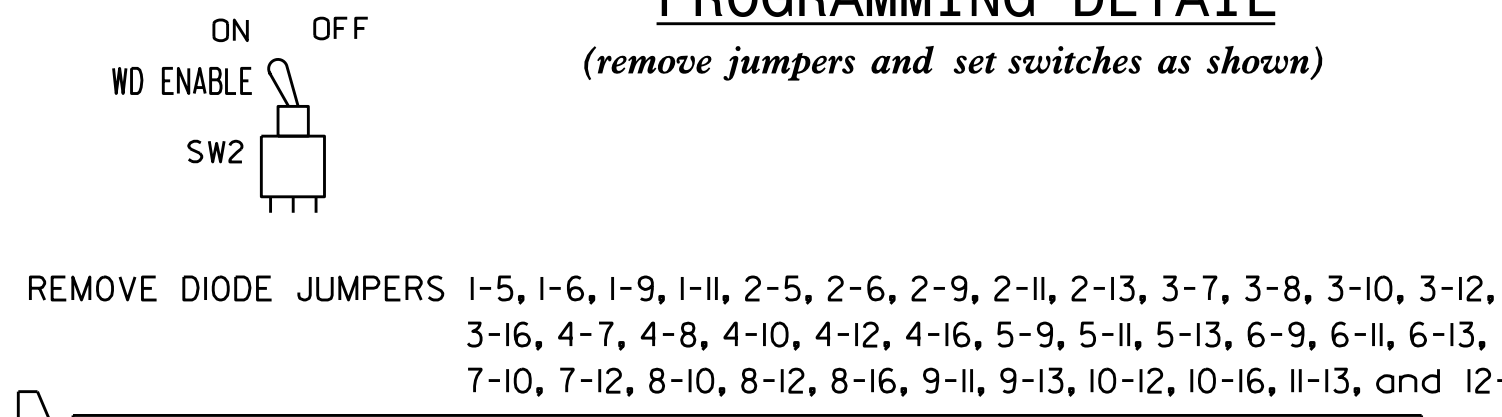 PROGRAMMING DETAIL
(remove jumpers and set switches as shown)
ON OFF
WD ENABLE
SW2
REMOVE DIODE JUMPERS 1-5, 1-6, 1-9, 1-11, 2-5, 2-6, 2-9, 2-11, 2-13, 3-7, 3-8, 3-10, 3-12,
3-16, 4-7, 4-8, 4-10, 4-12, 4-16, 5-9, 5-11, 5-13, 6-9, 6-11, 6-13,
7-10, 7-12, 8-10, 8-12, 8-16, 9-11, 9-13, 10-12, 10-16, 11-13, and 12-